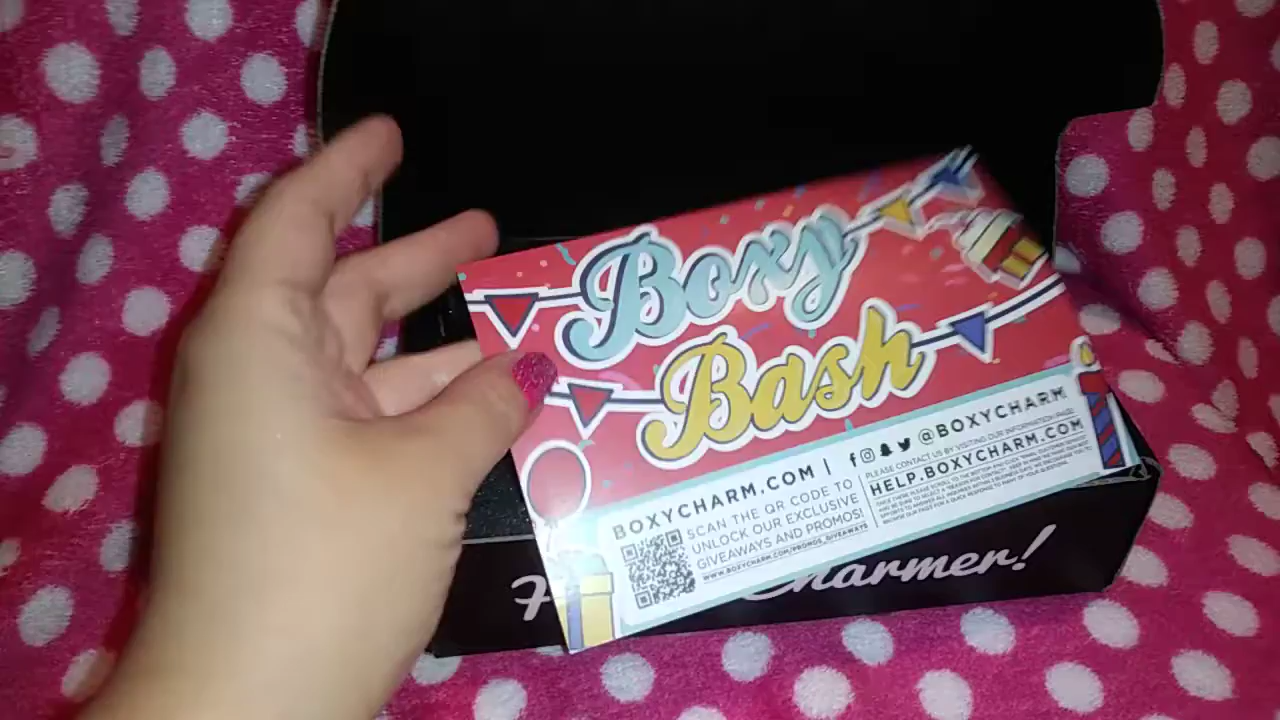 Boxy
Bash
BOXYCHARM.COM | @BOXYCHARM
SCAN THE QR CODE TO
UNLOCK OUR EXCLUSIVE
GIVEAWAYS AND PROMOS!
WWW.BOXYCHARM.COM/PROMOS_GIVEAWAYS
PLEASE CONTACT US BY VISITING OUR INFORMATION PAGE!
HELP.BOXYCHARM.COM
Charmer!